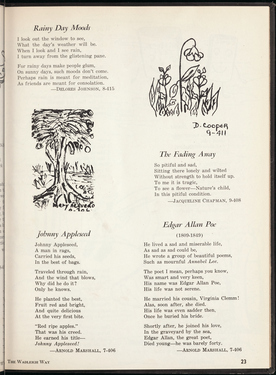 Rainy Day Moods
I look out the window to see,
What the day's weather will be.
When I look and I see rain,
I turn away from the glistening pane.
For rainy days make people glum,
On sunny days, such moods don't come.
Perhaps rain is meant for meditation,
As friends are meant for consolation.
—DELORES JOHNSON, 8-415
D. Cooper
9-411
The Fading Away
So pitiful and sad,
Sitting there lonely and wilted
Without strength to hold itself up.
To me it is tragic,
To see a flower—Nature's child,
In this pitiful condition.
—JACQUELINE CHAPMAN, 9-408
Johnny Appleseed
Johnny Appleseed,
A man in rags,
Carried his seeds,
In the best of bags.
Traveled through rain,
And the wind that blows,
Why did he do it?
Only he knows.
He planted the best,
Fruit red and bright,
And quite delicious
At the very first bite.
"Red ripe apples."
That was his creed.
He earned his title—
Johnny Appleseed!
—ARNOLD MARSHALL, 7-406
Edgar Allan Poe
(1809-1849)
He lived a sad and miserable life,
As sad as sad could be,
He wrote a group of beautiful poems,
Such as mournful Annabel Lee.
The poet I mean, perhaps you know,
Was smart and very keen,
His name was Edgar Allan Poe,
His life was not serene.
He married his cousin, Virginia Clemm!
Alas, soon after, she died.
His life was even sadder then,
Once he buried his bride.
Shortly after, he joined his love,
In the graveyard by the sea,
Edgar Allan, the great poet,
Died young—he was barely forty.
—ARNOLD MARSHALL, 7-406
THE WADLEIGH WAY
23